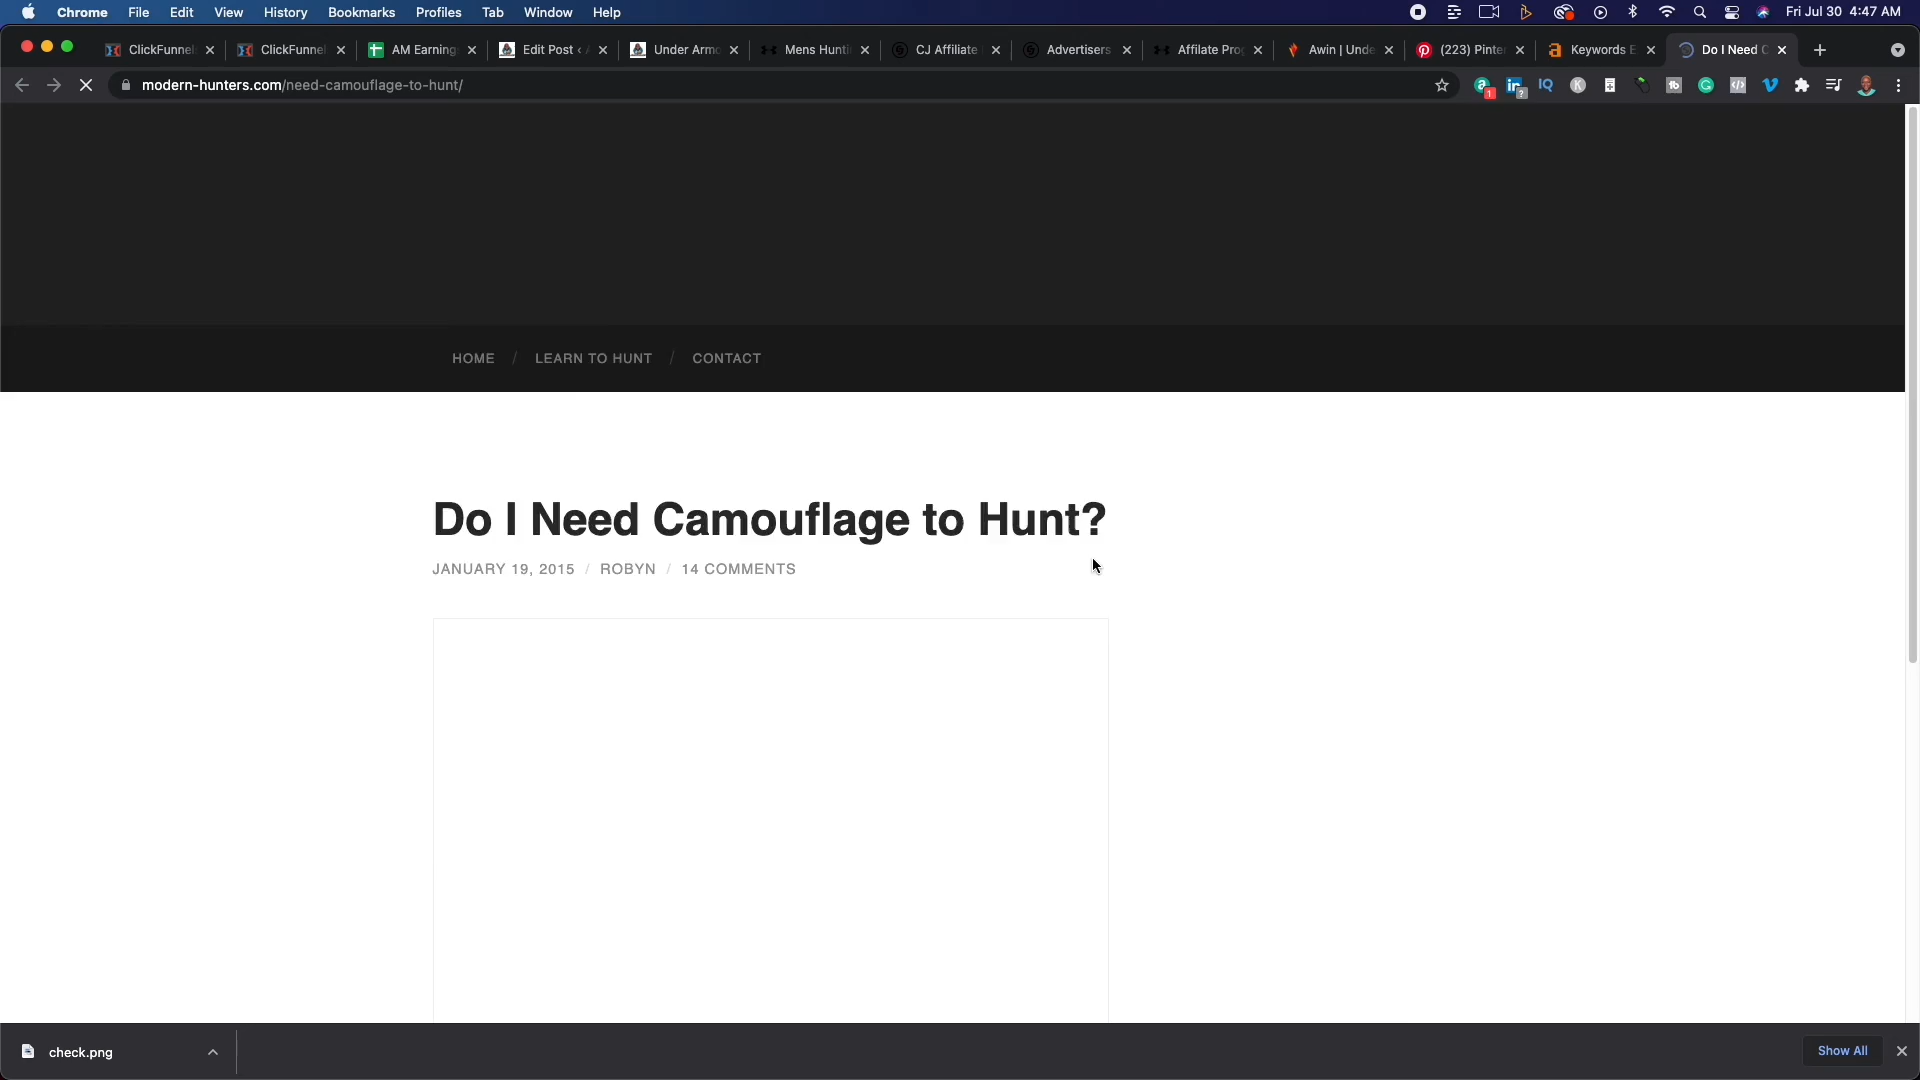 Chrome File Edit View History Bookmarks Profiles Tab Window Help Fri Jul 30 4:47 AM
ClickFunnel ClickFunnel AM Earning Edit Post ‹ Under Armo Mens Hunti CJ Affiliate Advertisers Affilate Pro Awin | Unde (223) Pinte Keywords E Do I Need C
modern-hunters.com/need-camouflage-to-hunt/
HOME / LEARN TO HUNT / CONTACT
Do I Need Camouflage to Hunt?
JANUARY 19, 2015 / ROBYN / 14 COMMENTS
check.png Show All